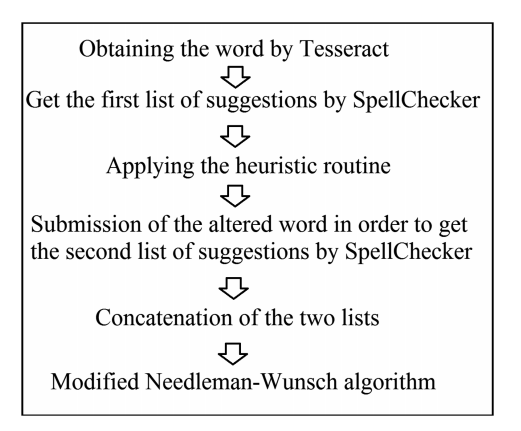 Obtaining the word by Tesseract
Get the first list of suggestions by SpellChecker
Applying the heuristic routine
Submission of the altered word in order to get
the second list of suggestions by SpellChecker
Concatenation of the two lists
Modified Needleman-Wunsch algorithm